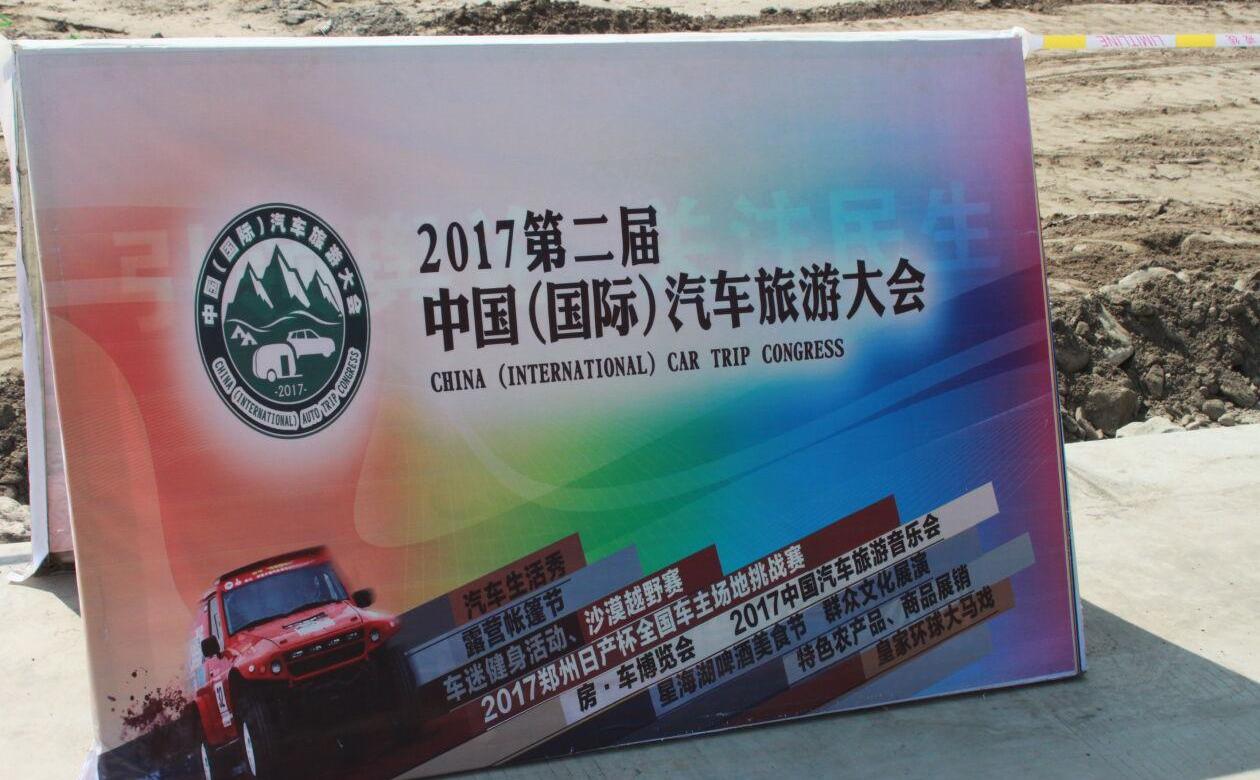 LIMITLINE
关注民生
中国(国际)汽车旅游大会
-2017-
CHINA (INTERNATIONAL) AUTO TRIP CONGRESS
2017第二届
中国(国际)汽车旅游大会
CHINA (INTERNATIONAL) CAR TRIP CONGRESS
汽车生活秀
露营帐篷节
车迷健身活动、沙漠越野赛
2017郑州日产杯全国车主场地挑战赛
房·车博览会 2017中国汽车旅游音乐会
星海湖啤酒美食节 群众文化展演
特色农产品、商品展销
皇家环球大马戏